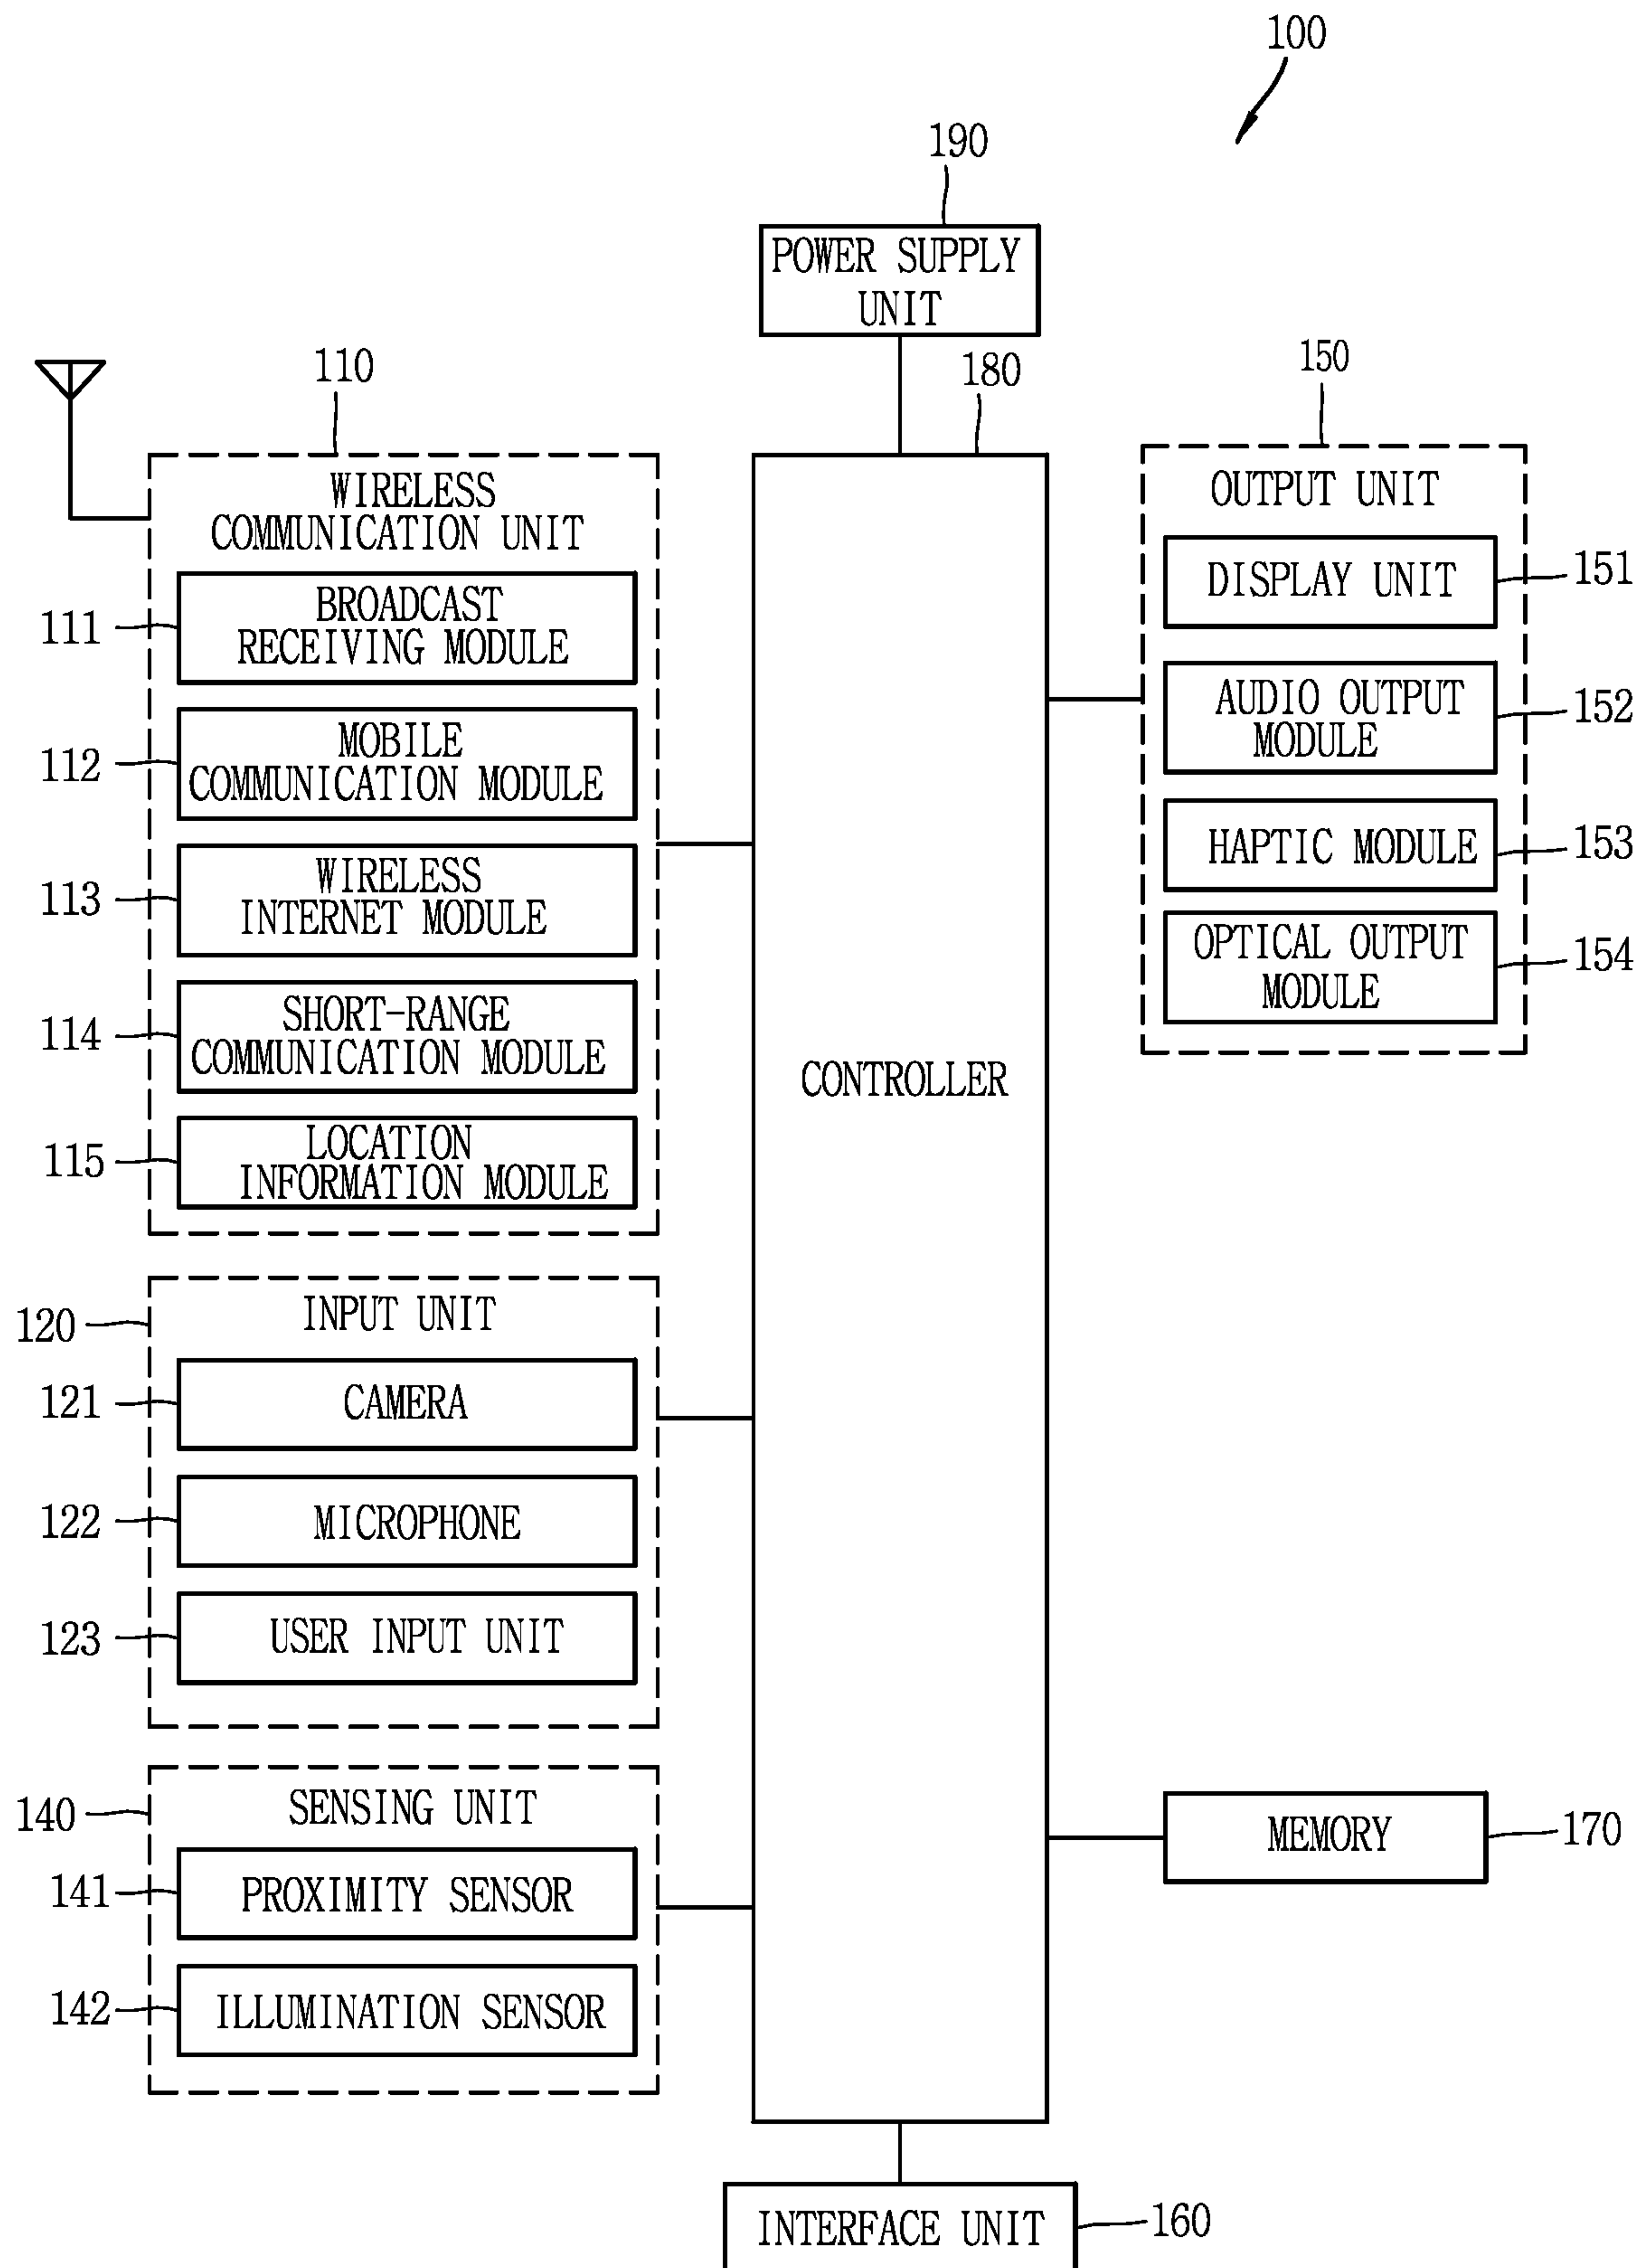 100
190
POWER SUPPLY
UNIT
110
180
150
WIRELESS
COMMUNICATION UNIT
111
BROADCAST
RECEIVING MODULE
112
MOBILE
COMMUNICATION MODULE
113
WIRELESS
INTERNET MODULE
114
SHORT-RANGE
COMMUNICATION MODULE
115
LOCATION
INFORMATION MODULE
120
INPUT UNIT
121
CAMERA
122
MICROPHONE
123
USER INPUT UNIT
140
SENSING UNIT
141
PROXIMITY SENSOR
142
ILLUMINATION SENSOR
CONTROLLER
OUTPUT UNIT
DISPLAY UNIT
151
AUDIO OUTPUT
MODULE
152
HAPTIC MODULE
153
OPTICAL OUTPUT
MODULE
154
MEMORY
170
INTERFACE UNIT
160